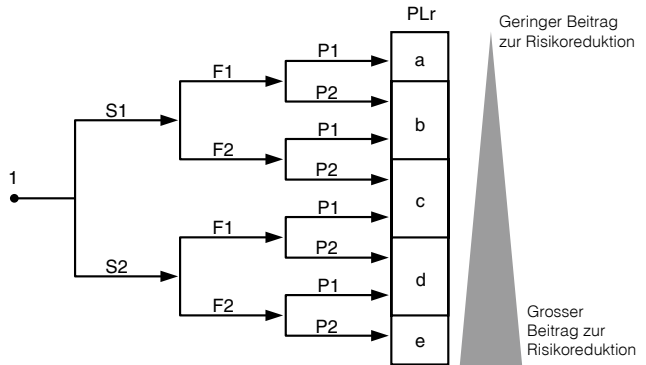 PLr
Geringer Beitrag
zur Risikoreduktion
P1
a
F1
P2
S1
b
P1
F2
P2
1
c
P1
F1
P2
S2
d
P1
F2
P2
e
Grosser
Beitrag zur
Risikoreduktion